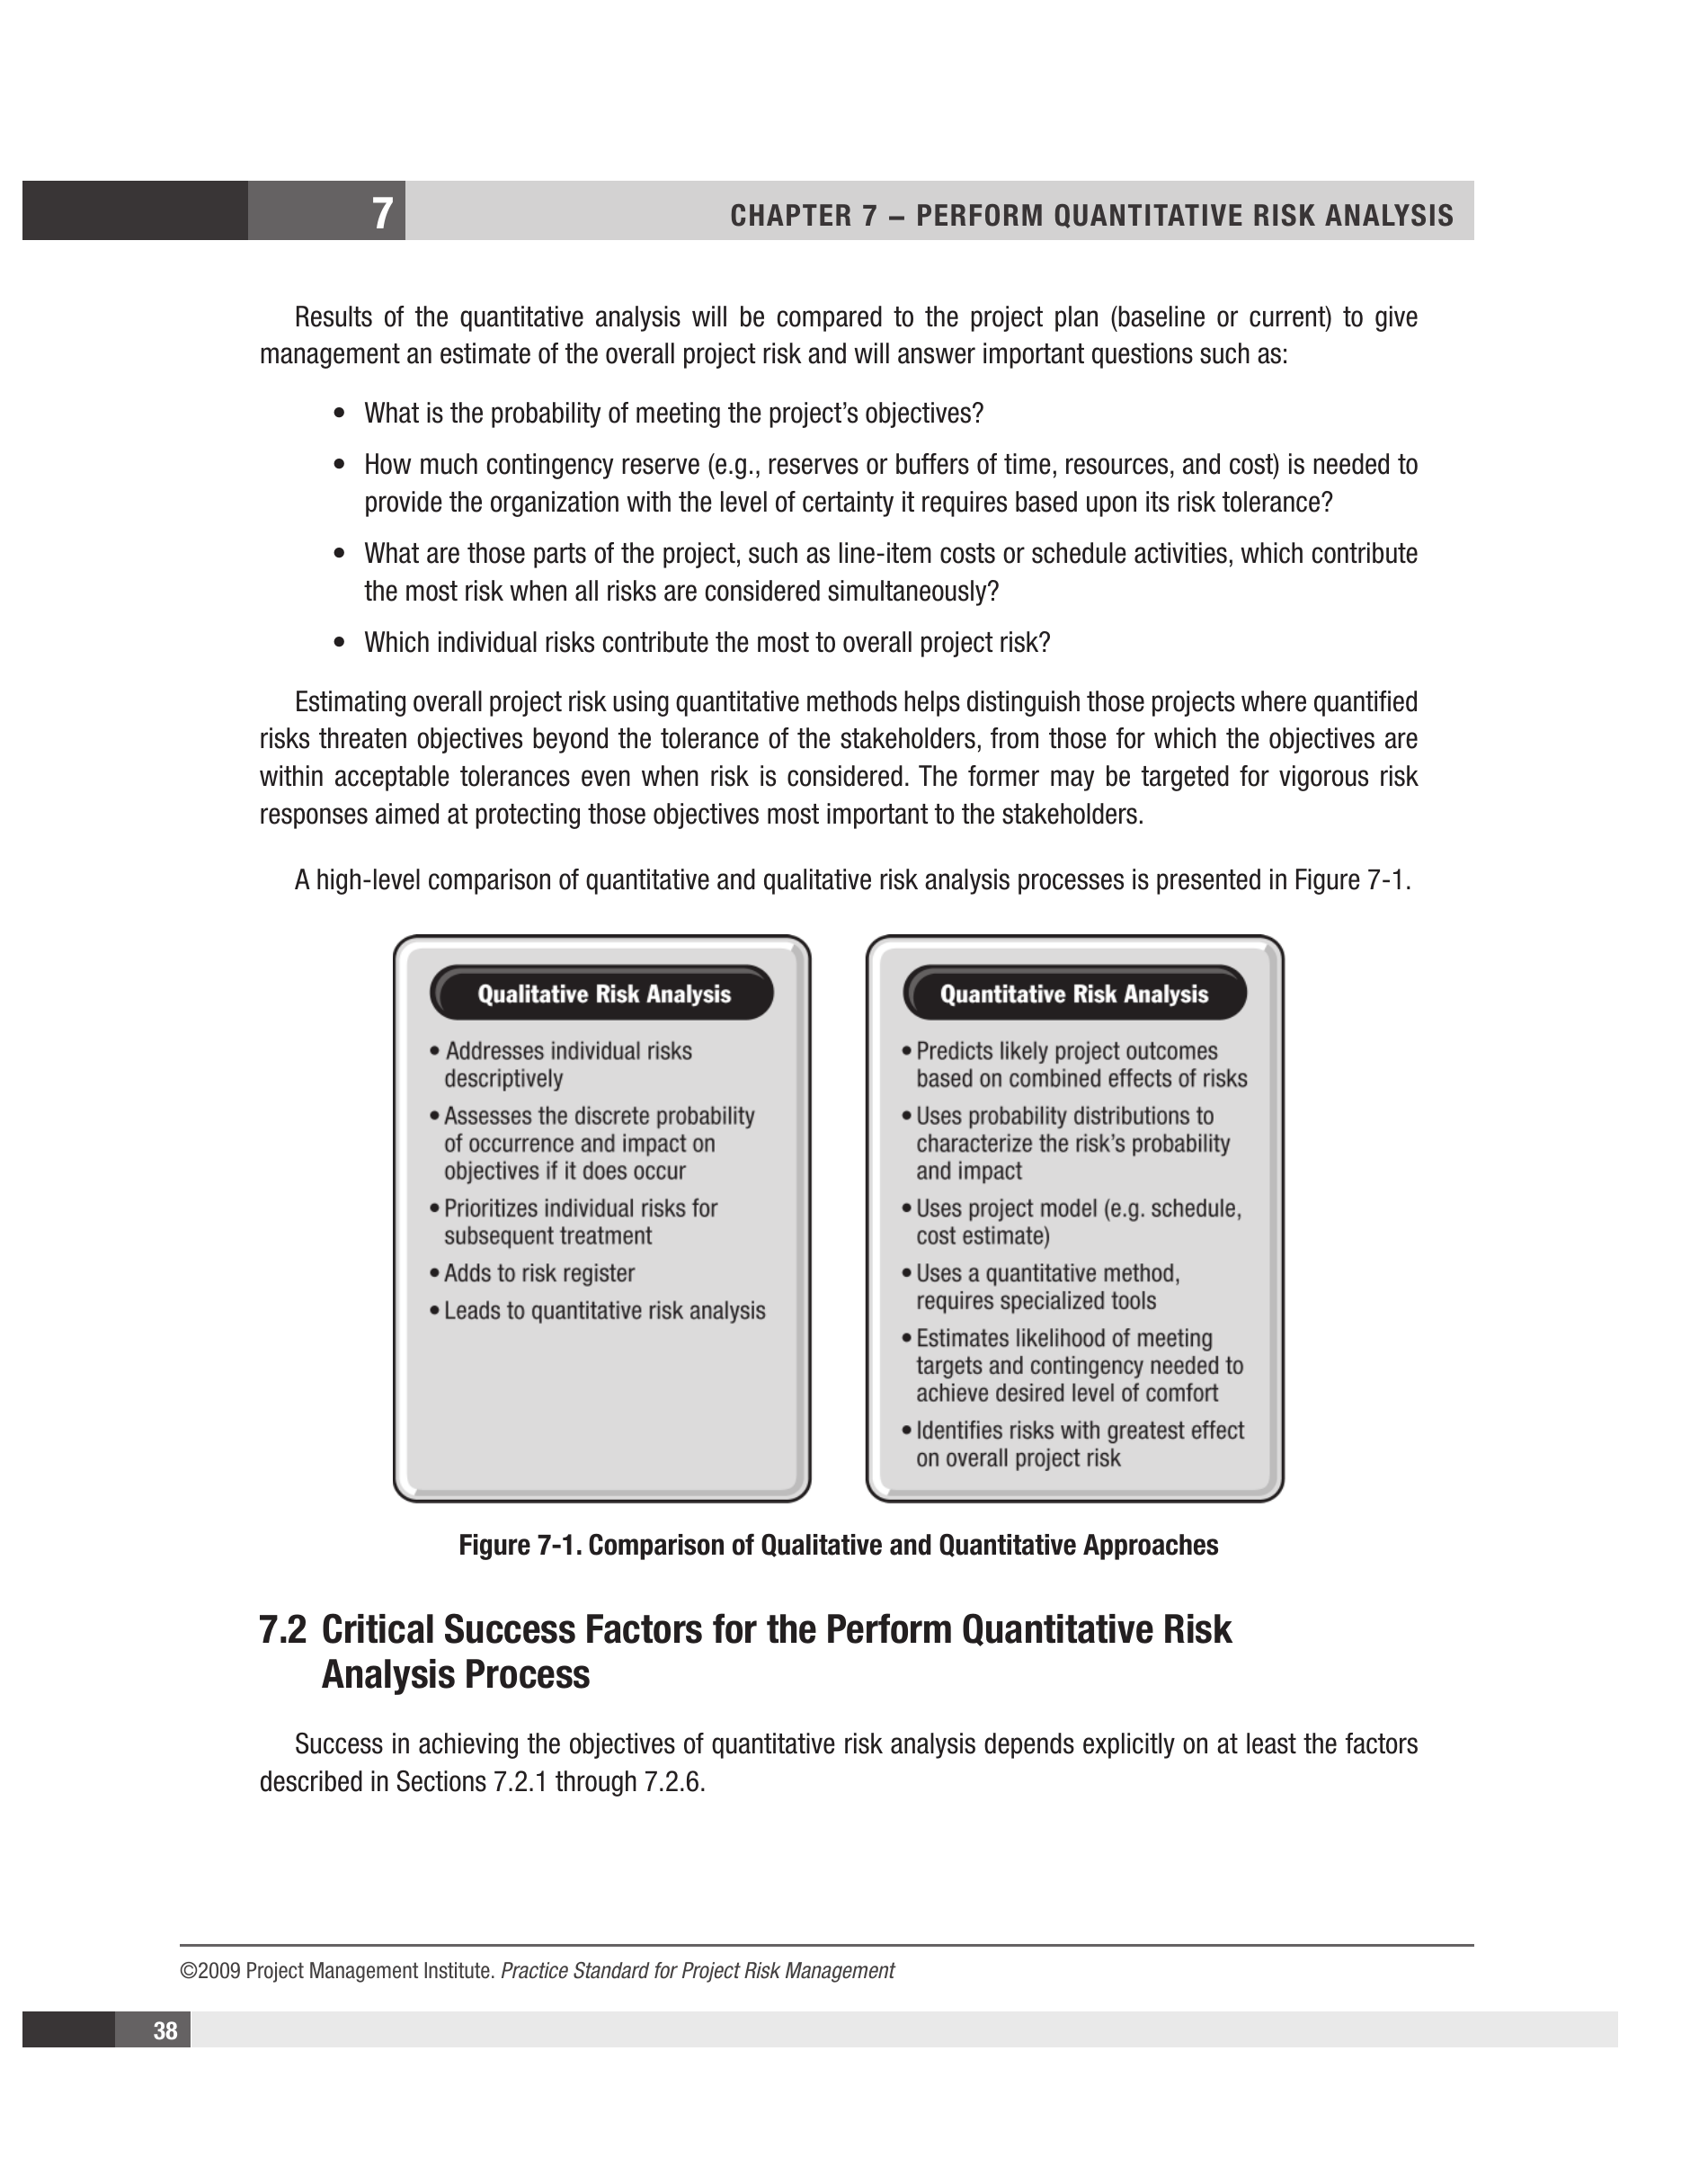 7
CHAPTER 7 – PERFORM QUANTITATIVE RISK ANALYSIS
Results of the quantitative analysis will be compared to the project plan (baseline or current) to give
management an estimate of the overall project risk and will answer important questions such as:
• What is the probability of meeting the project’s objectives?
• How much contingency reserve (e.g., reserves or buffers of time, resources, and cost) is needed to
provide the organization with the level of certainty it requires based upon its risk tolerance?
• What are those parts of the project, such as line-item costs or schedule activities, which contribute
the most risk when all risks are considered simultaneously?
• Which individual risks contribute the most to overall project risk?
Estimating overall project risk using quantitative methods helps distinguish those projects where quantified
risks threaten objectives beyond the tolerance of the stakeholders, from those for which the objectives are
within acceptable tolerances even when risk is considered. The former may be targeted for vigorous risk
responses aimed at protecting those objectives most important to the stakeholders.
A high-level comparison of quantitative and qualitative risk analysis processes is presented in Figure 7-1.
Qualitative Risk Analysis
• Addresses individual risks
descriptively
• Assesses the discrete probability
of occurrence and impact on
objectives if it does occur
• Prioritizes individual risks for
subsequent treatment
• Adds to risk register
• Leads to quantitative risk analysis
Quantitative Risk Analysis
• Predicts likely project outcomes
based on combined effects of risks
• Uses probability distributions to
characterize the risk’s probability
and impact
• Uses project model (e.g. schedule,
cost estimate)
• Uses a quantitative method,
requires specialized tools
• Estimates likelihood of meeting
targets and contingency needed to
achieve desired level of comfort
• Identifies risks with greatest effect
on overall project risk
Figure 7-1. Comparison of Qualitative and Quantitative Approaches
7.2 Critical Success Factors for the Perform Quantitative Risk
Analysis Process
Success in achieving the objectives of quantitative risk analysis depends explicitly on at least the factors
described in Sections 7.2.1 through 7.2.6.
©2009 Project Management Institute. Practice Standard for Project Risk Management
38